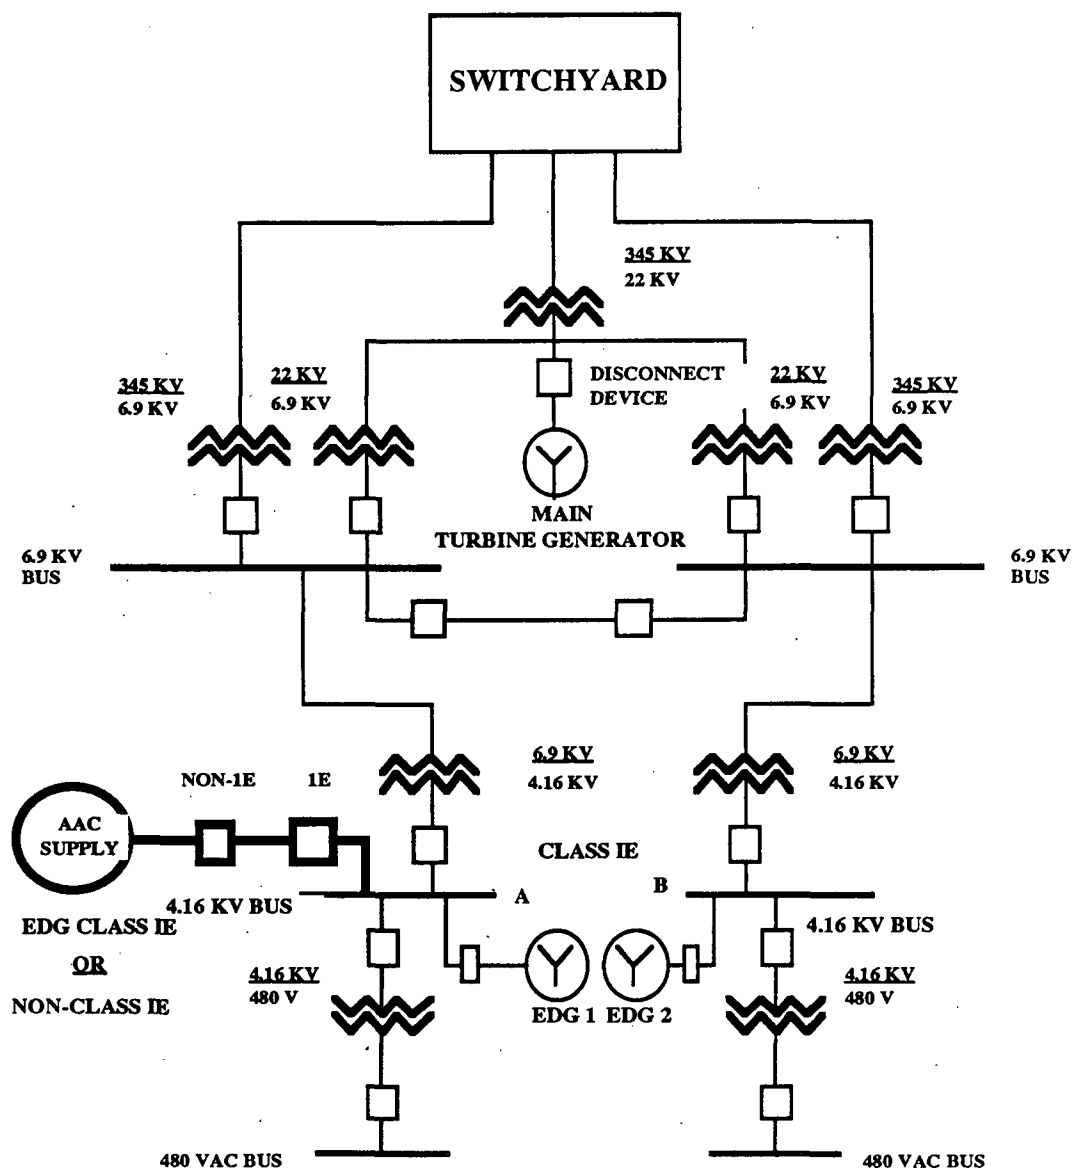 SWITCHYARD
345 KV
22 KV
345 KV
6.9 KV
22 KV
6.9 KV
DISCONNECT
DEVICE
22 KV
6.9 KV
345 KV
6.9 KV
MAIN
TURBINE GENERATOR
6.9 KV
BUS
6.9 KV
BUS
6.9 KV
4.16 KV
6.9 KV
4.16 KV
NON-1E
1E
AAC
SUPPLY
CLASS IE
A
B
4.16 KV BUS
4.16 KV BUS
EDG CLASS IE
OR
NON-CLASS IE
4.16 KV
480 V
EDG 1
EDG 2
4.16 KV
480 V
480 VAC BUS
480 VAC BUS